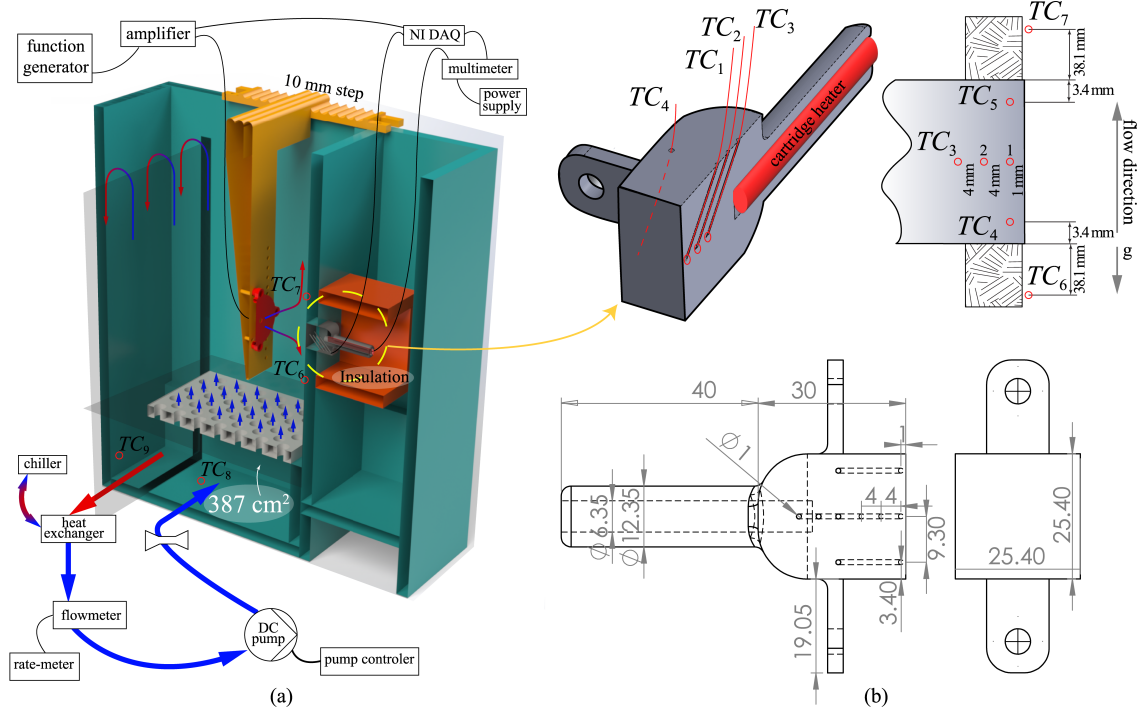 function
generator
amplifier
NI DAQ
multimeter
power
supply
10 mm step
TC7
TC6
Insulation
TC9
TC8
387 cm²
chiller
heat
exchanger
flowmeter
rate-meter
DC
pump
pump controler
(a)
TC3
TC2
TC1
TC4
cartridge heater
TC7
38.1 mm
3.4 mm
TC5
TC3
2
1
4 mm
4 mm
1 mm
TC4
3.4 mm
38.1 mm
TC6
flow direction
g
40
30
1
Ø1
Ø6.35
Ø12.35
4
4
9.30
3.40
19.05
25.40
25.40
(b)